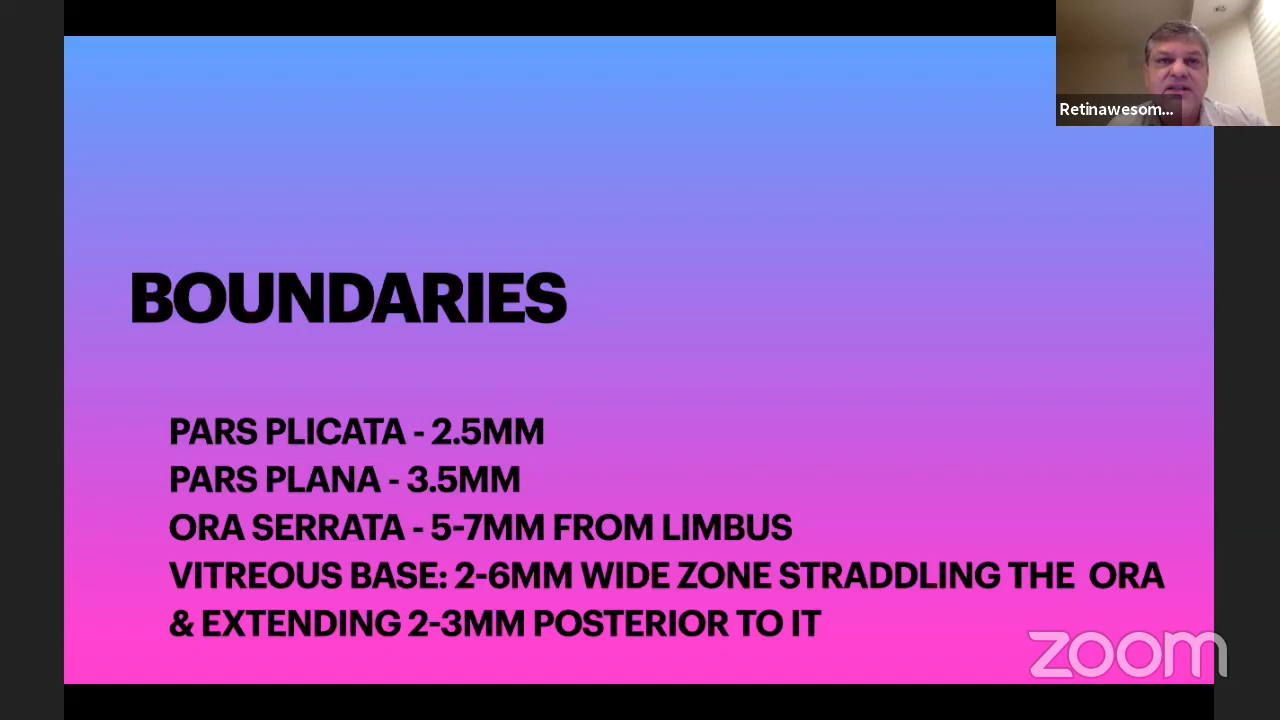 Retinawesom...
BOUNDARIES
PARS PLICATA - 2.5MM
PARS PLANA - 3.5MM
ORA SERRATA - 5-7MM FROM LIMBUS
VITREOUS BASE: 2-6MM WIDE ZONE STRADDLING THE ORA
& EXTENDING 2-3MM POSTERIOR TO IT
zoom